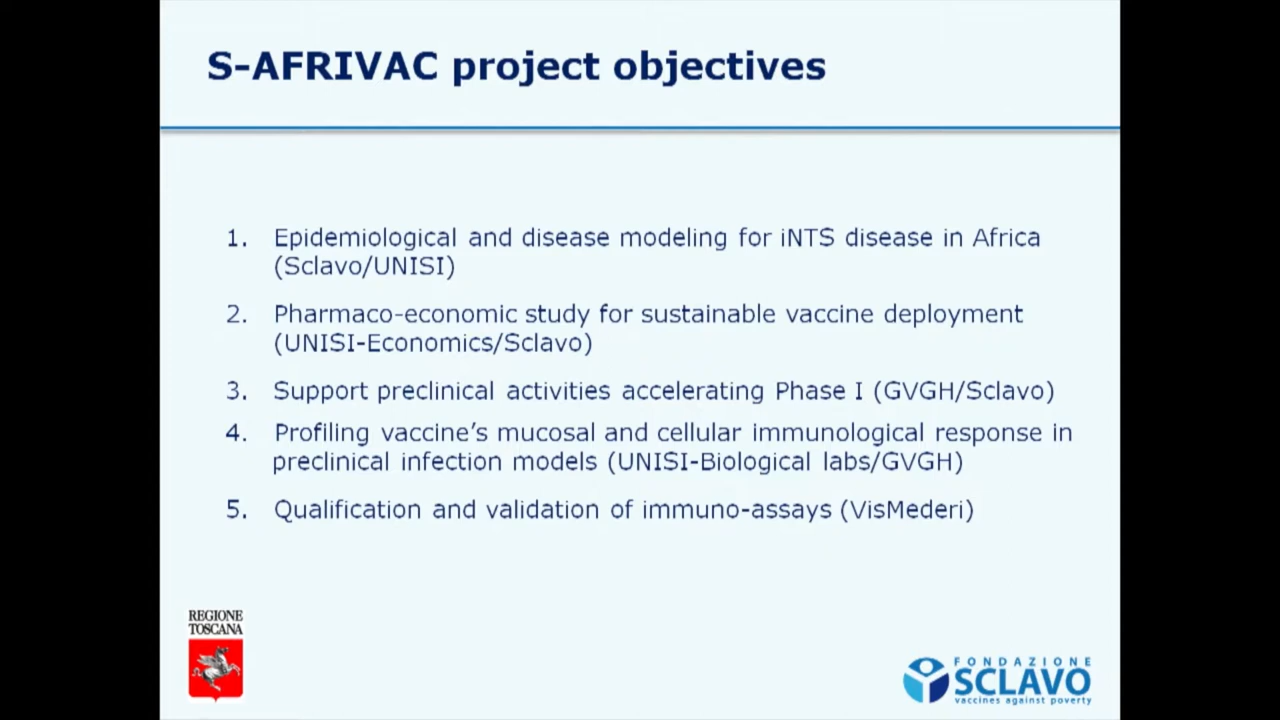 S-AFRIVAC project objectives
1. Epidemiological and disease modeling for iNTS disease in Africa
(Sclavo/UNISI)
2. Pharmaco-economic study for sustainable vaccine deployment
(UNISI-Economics/Sclavo)
3. Support preclinical activities accelerating Phase I (GVGH/Sclavo)
4. Profiling vaccine's mucosal and cellular immunological response in
preclinical infection models (UNISI-Biological labs/GVGH)
5. Qualification and validation of immuno-assays (VisMederi)
REGIONE
TOSCANA
FONDAZIONE
SCLAVO
vaccines against poverty